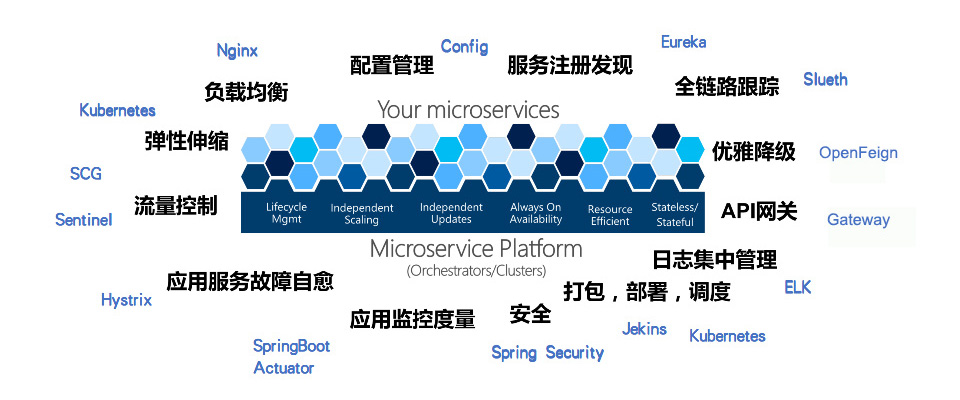 Nginx
Config
Eureka
配置管理
服务注册发现
负载均衡
全链路跟踪
Slueth
Kubernetes
Your microservices
弹性伸缩
优雅降级
OpenFeign
SCG
流量控制
Sentinel
Lifecycle
Mgmt
Independent
Scaling
Independent
Updates
Always On
Availability
Resource
Efficient
Stateless/
Stateful
API网关
Gateway
Microservice Platform
(Orchestrators/Clusters)
日志集中管理
应用服务故障自愈
Hystrix
打包，部署，调度
ELK
应用监控度量
安全
Jekins
Kubernetes
SpringBoot
Actuator
Spring Security